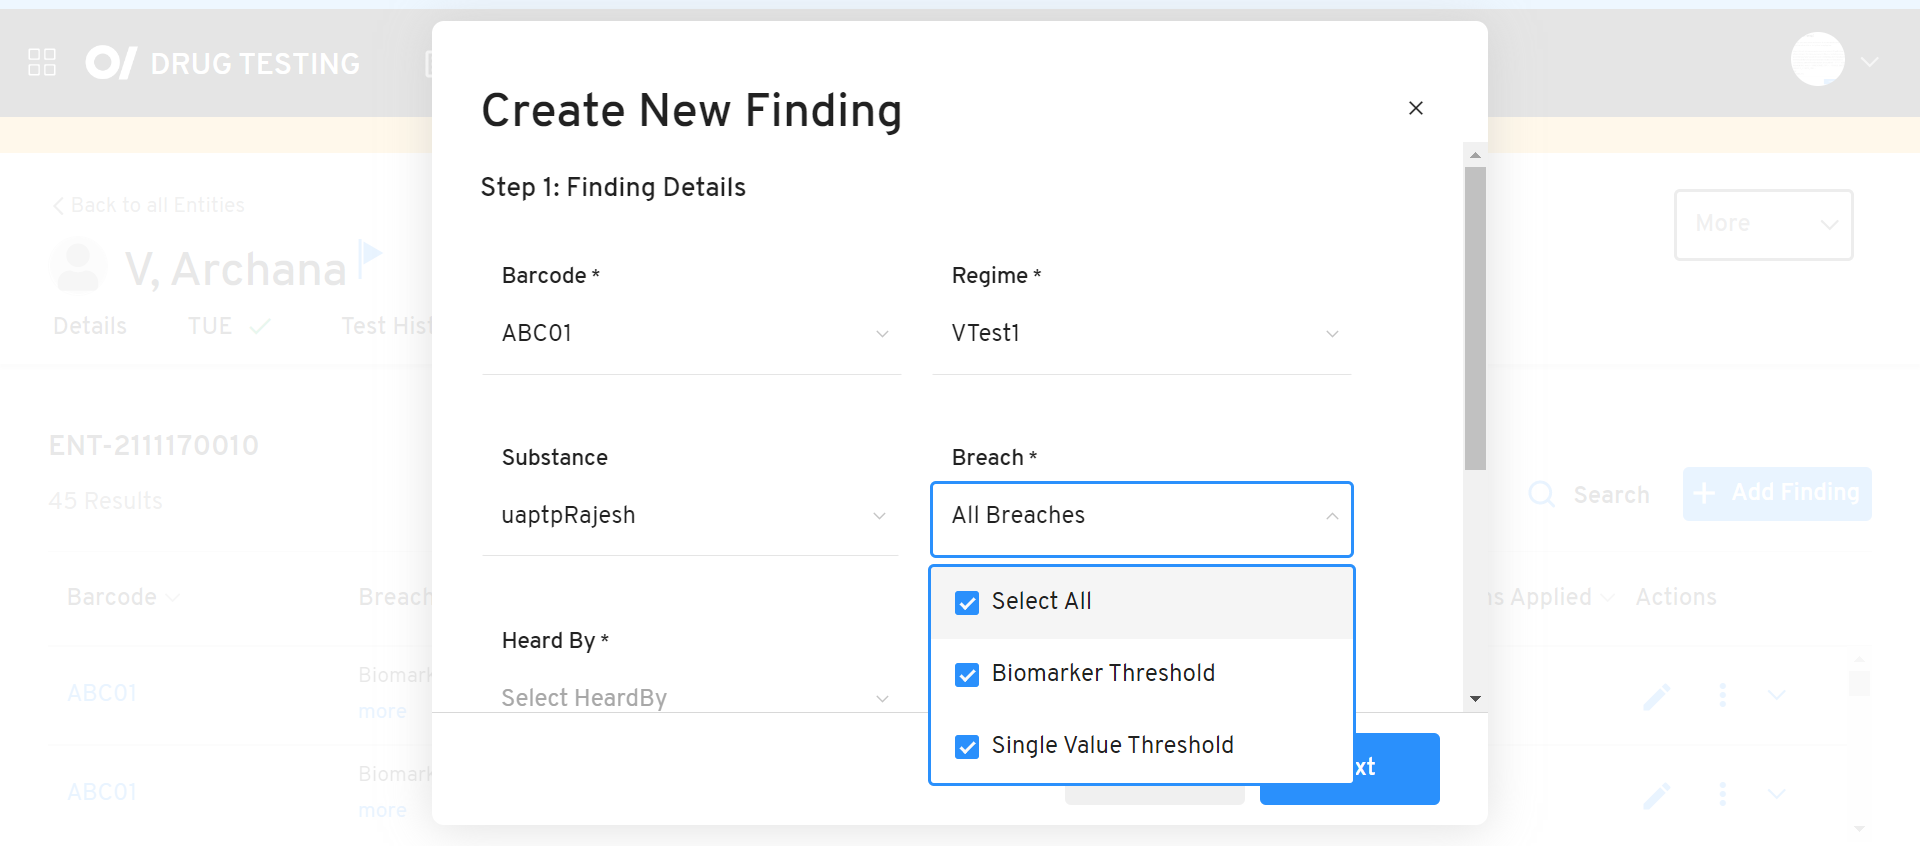 DRUG TESTING
Create New Finding
Step 1: Finding Details
Back to all Entities
More
V, Archana
Details
TUE
Test Hist
Barcode *
Regime *
ABC01
VTest1
ENT-2111170010
45 Results
Substance
Breach *
uaptpRajesh
All Breaches
Search
Add Finding
Select All
Biomarker Threshold
Single Value Threshold
Heard By *
Select HeardBy
Barcode
Breach
Applied
Actions
ABC01
Biomark
more
ABC01
Biomark
more
xt